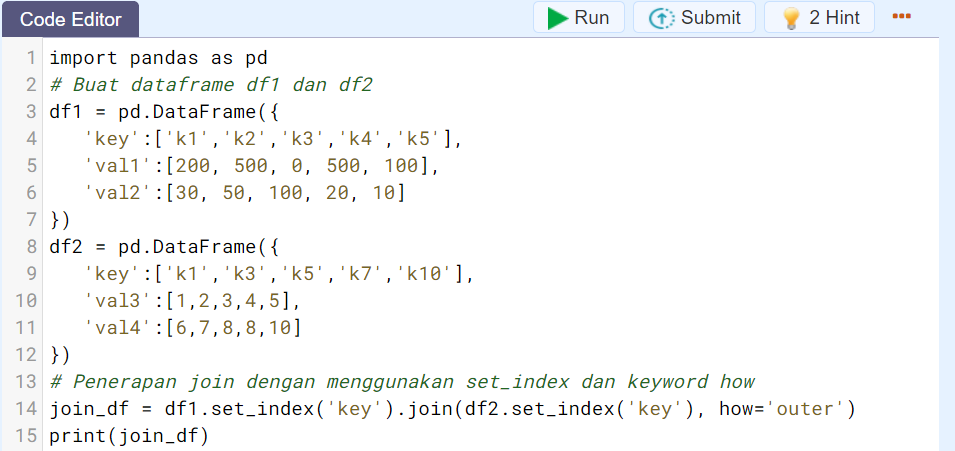 Code Editor
Run
Submit
2 Hint
1 import pandas as pd
2 # Buat dataframe df1 dan df2
3 df1 = pd.DataFrame({
4    'key':['k1','k2','k3','k4','k5'],
5    'val1':[200, 500, 0, 500, 100],
6    'val2':[30, 50, 100, 20, 10]
7 })
8 df2 = pd.DataFrame({
9    'key':['k1','k3','k5','k7','k10'],
10    'val3':[1,2,3,4,5],
11    'val4':[6,7,8,8,10]
12 })
13 # Penerapan join dengan menggunakan set_index dan keyword how
14 join_df = df1.set_index('key').join(df2.set_index('key'), how='outer')
15 print(join_df)